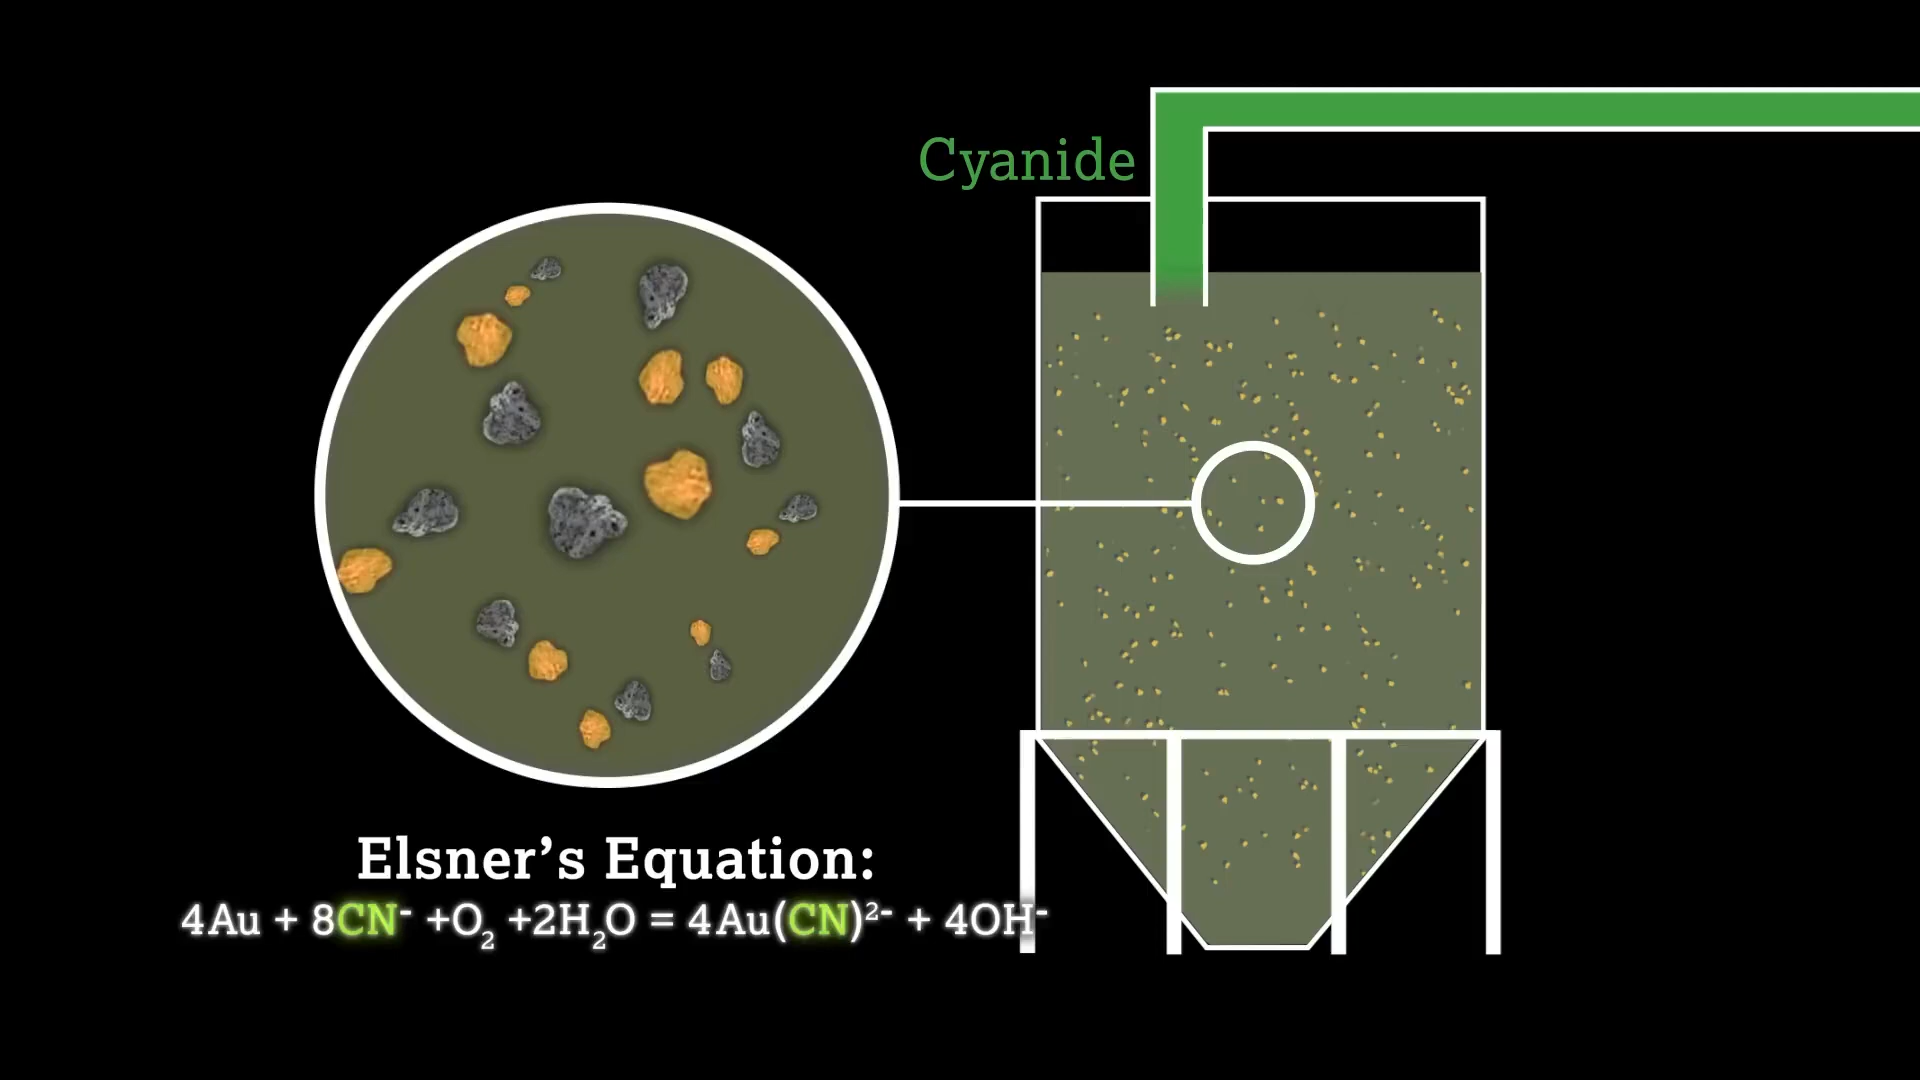 Cyanide
Elsner’s Equation:
4Au + 8CN⁻ +O₂ +2H₂O = 4Au(CN)²⁻ + 4OH⁻